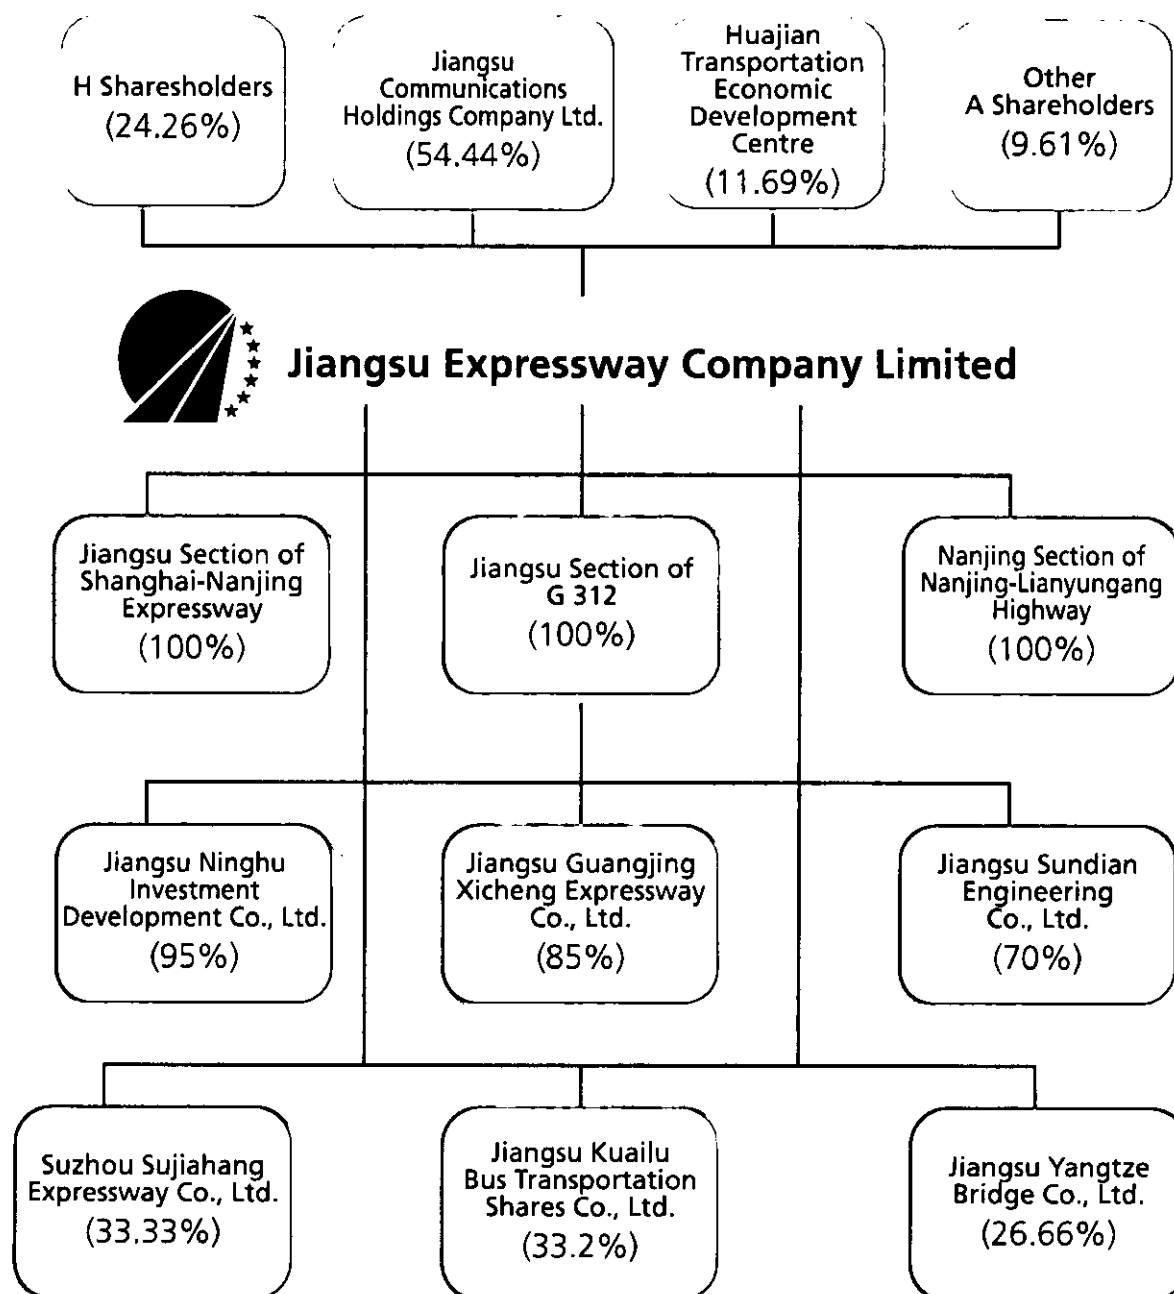 H Sharesholders
(24.26%)
Jiangsu
Communications
Holdings Company Ltd.
(54.44%)
Huajian
Transportation
Economic
Development
Centre
(11.69%)
Other
A Shareholders
(9.61%)
Jiangsu Expressway Company Limited
Jiangsu Section of
Shanghai-Nanjing
Expressway
(100%)
Jiangsu Section of
G 312
(100%)
Nanjing Section of
Nanjing-Lianyungang
Highway
(100%)
Jiangsu Ninghu
Investment
Development Co., Ltd.
(95%)
Jiangsu Guangjing
Xicheng Expressway
Co., Ltd.
(85%)
Jiangsu Sundian
Engineering
Co., Ltd.
(70%)
Suzhou Sujiahang
Expressway Co., Ltd.
(33.33%)
Jiangsu Kuailu
Bus Transportation
Shares Co., Ltd.
(33.2%)
Jiangsu Yangtze
Bridge Co., Ltd.
(26.66%)